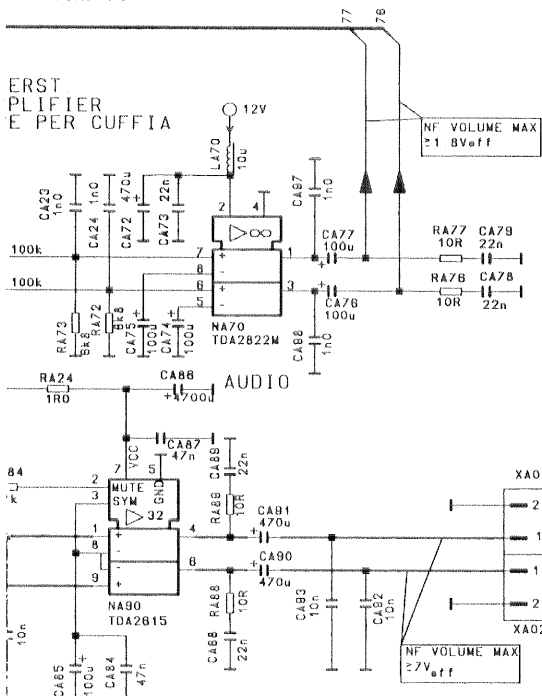 77
76
ERST
PLIFIER
E PER CUFFIA
12V
LA70
10u
NF VOLUME MAX
≥1.8Veff
CA23
1n0
CA24
1n0
CA72
470u
+
CA73
22n
2
4
CA97
1n0
100k
7
+
▷∞
1
CA77
+
100u
RA77
10R
CA79
22n
8
-
100k
6
+
3
CA76
+
100u
RA76
10R
CA78
22n
5
-
RA73
6k8
RA72
6k8
CA75
100u
+
CA74
100u
+
NA70
TDA2822M
CA98
1n0
RA24
1R0
CA86
+4700u
AUDIO
VCC
CA87
47n
7
5
GND
CA89
22n
84
k
2
MUTE
3
SYM
▷ 32
RA89
10R
XA0
2
1
+
4
CA91
+
470u
1
8
-
-
6
CA90
+
470u
1
9
+
NA90
TDA2615
RA88
10R
CA93
10n
CA92
10n
2
XA02
10n
CA88
22n
NF VOLUME MAX
≥7Veff
CA85
100u
+
CA84
47n